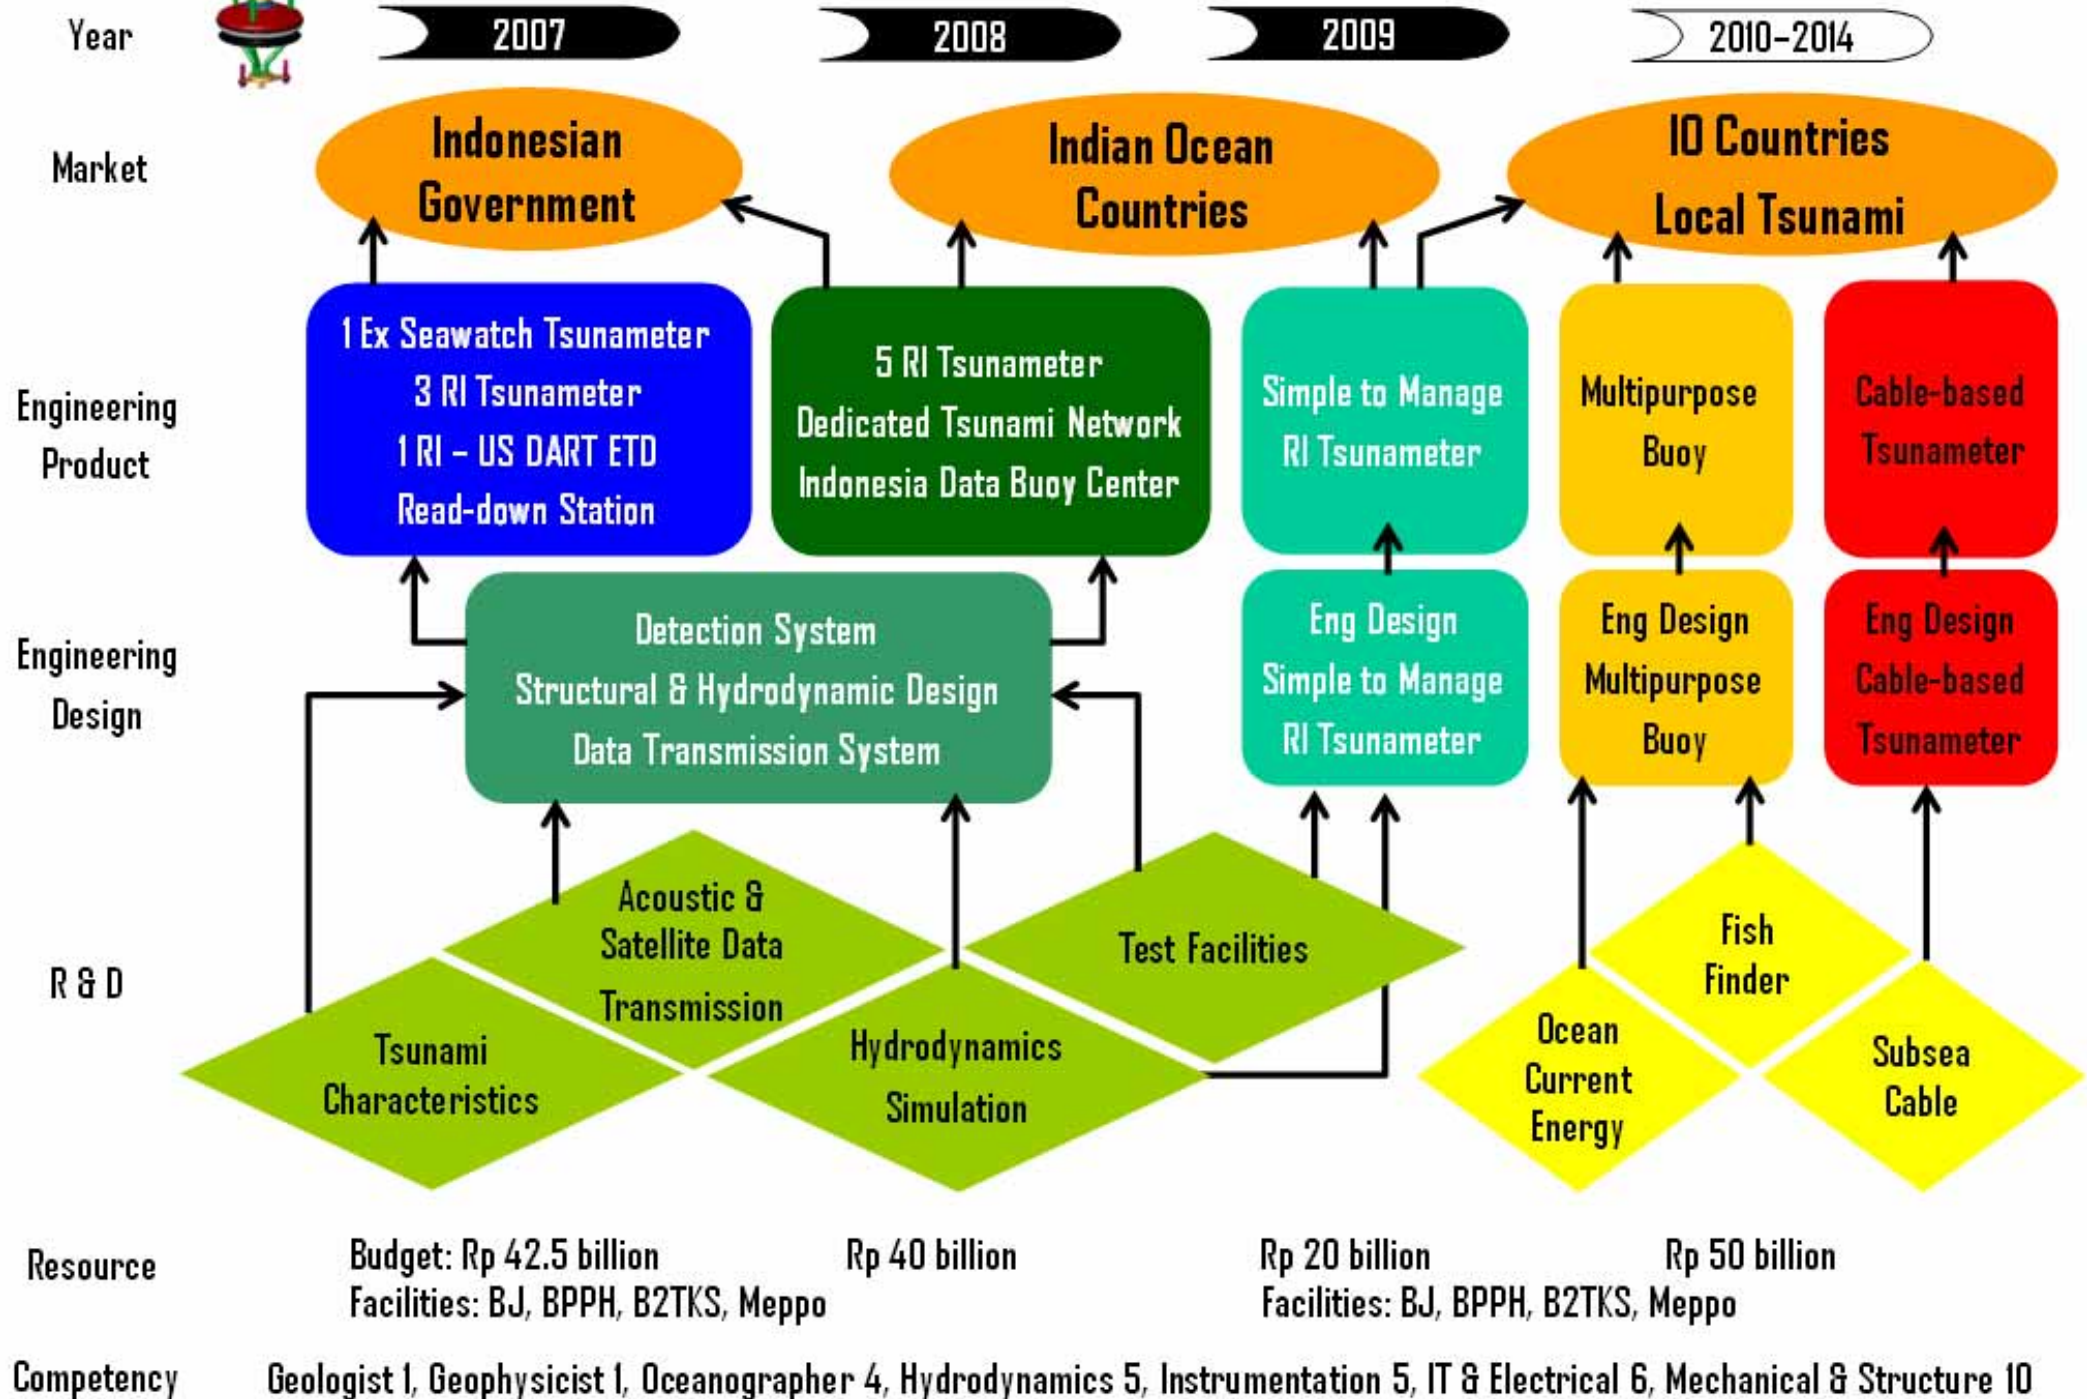 Year
2007
2008
2009
2010-2014
Market
Indonesian
Government
Indian Ocean
Countries
IO Countries
Local Tsunami
Engineering
Product
1 Ex Seawatch Tsunameter
3 RI Tsunameter
1 RI – US DART ETD
Read-down Station
5 RI Tsunameter
Dedicated Tsunami Network
Indonesia Data Buoy Center
Simple to Manage
RI Tsunameter
Multipurpose
Buoy
Cable-based
Tsunameter
Engineering
Design
Detection System
Structural & Hydrodynamic Design
Data Transmission System
Eng Design
Simple to Manage
RI Tsunameter
Eng Design
Multipurpose
Buoy
Eng Design
Cable-based
Tsunameter
R & D
Tsunami
Characteristics
Acoustic &
Satellite Data
Transmission
Hydrodynamics
Simulation
Test Facilities
Ocean
Current
Energy
Fish
Finder
Subsea
Cable
Resource
Budget: Rp 42.5 billion
Facilities: BJ, BPPH, B2TKS, Meppo
Rp 40 billion
Rp 20 billion
Facilities: BJ, BPPH, B2TKS, Meppo
Rp 50 billion
Competency
Geologist 1, Geophysicist 1, Oceanographer 4, Hydrodynamics 5, Instrumentation 5, IT & Electrical 6, Mechanical & Structure 10